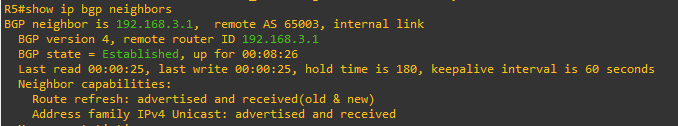 R5#show ip bgp neighbors
BGP neighbor is 192.168.3.1,  remote AS 65003, internal link
  BGP version 4, remote router ID 192.168.3.1
  BGP state = Established, up for 00:08:26
  Last read 00:00:25, last write 00:00:25, hold time is 180, keepalive interval is 60 seconds
  Neighbor capabilities:
    Route refresh: advertised and received(old & new)
    Address family IPv4 Unicast: advertised and received